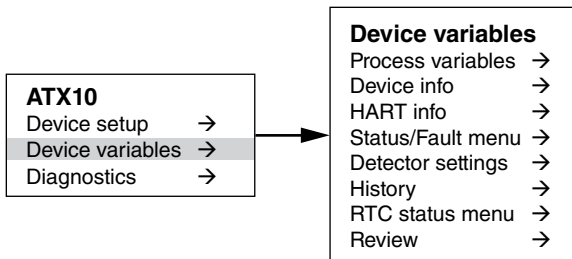 ATX10
Device setup →
Device variables →
Diagnostics →
Device variables
Process variables →
Device info →
HART info →
Status/Fault menu →
Detector settings →
History →
RTC status menu →
Review →